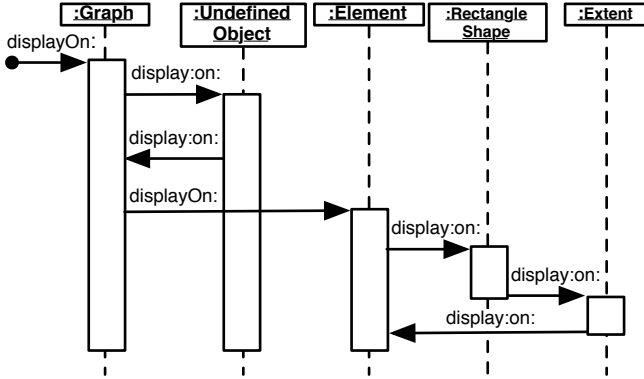 :Graph
:Undefined
Object
:Element
:Rectangle
Shape
:Extent
displayOn:
display:on:
display:on:
displayOn:
display:on:
display:on:
display:on: